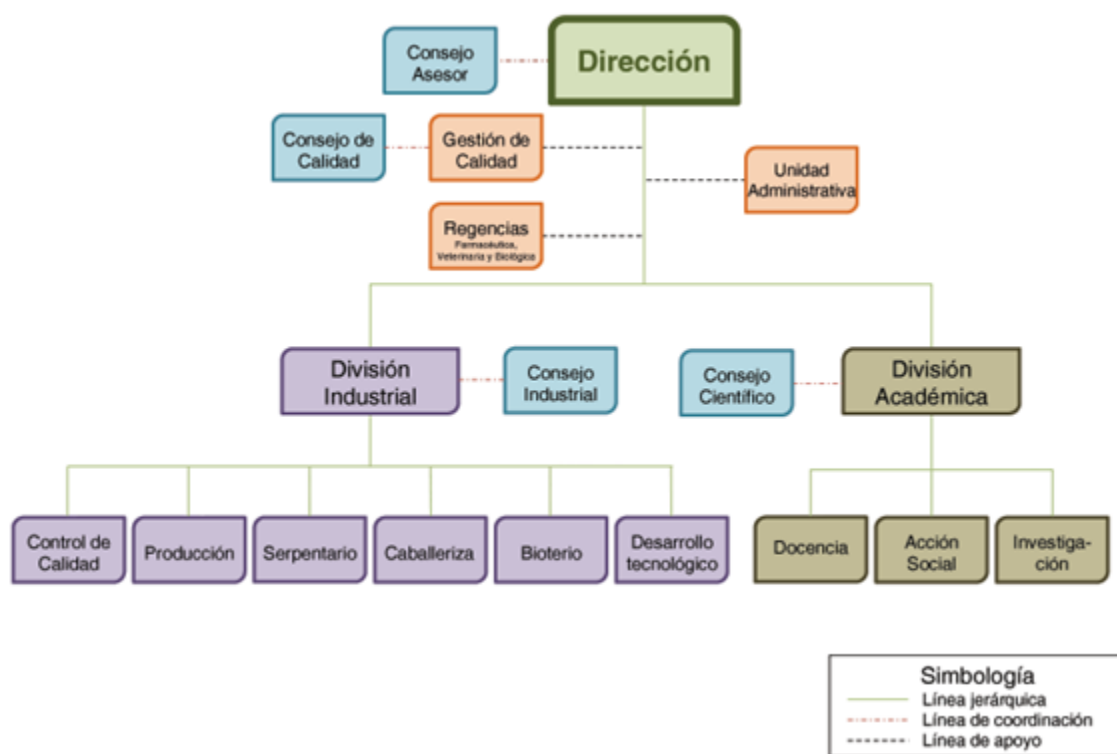 Consejo
Asesor
Dirección
Consejo de
Calidad
Gestión de
Calidad
Unidad
Administrativa
Regencias
Farmacéutica,
Veterinaria y Biológica
División
Industrial
Consejo
Industrial
Consejo
Científico
División
Académica
Control de
Calidad
Producción
Serpentario
Caballeriza
Bioterio
Desarrollo
tecnológico
Docencia
Acción
Social
Investiga-
ción
Simbología
Línea jerárquica
Línea de coordinación
Línea de apoyo